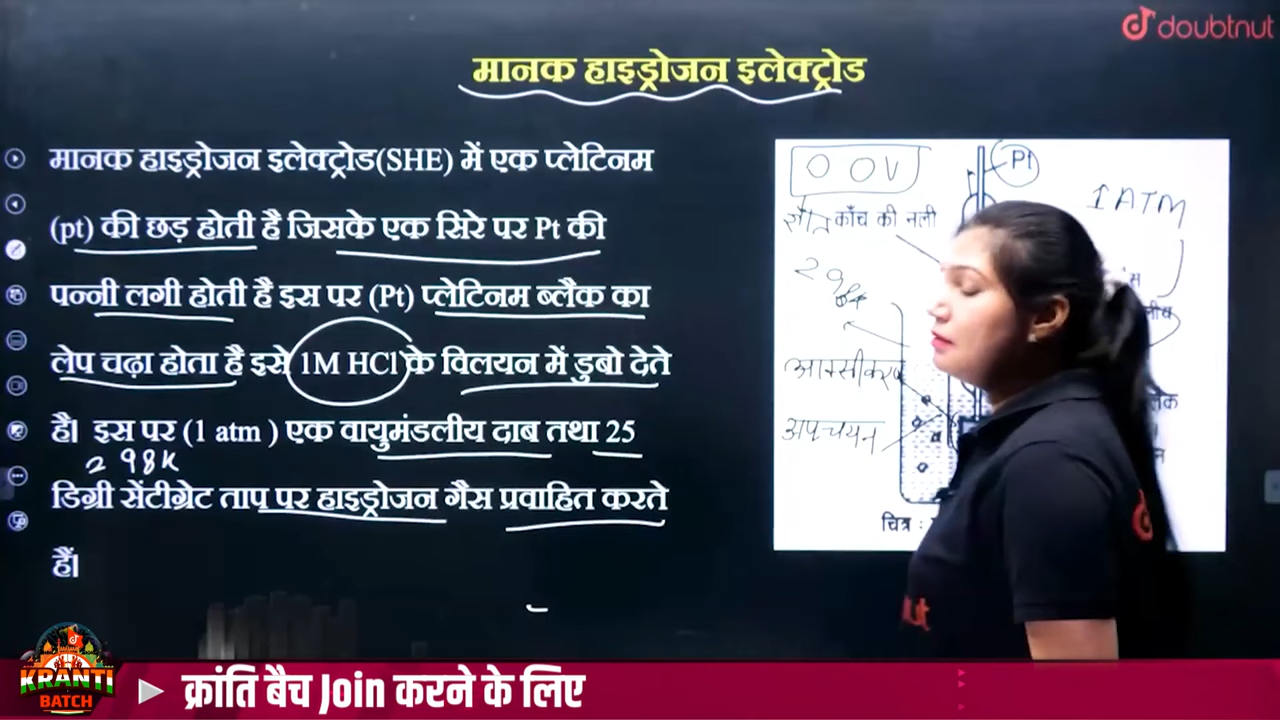 doubtnut
मानक हाइड्रोजन इलेक्ट्रोड
मानक हाइड्रोजन इलेक्ट्रोड(SHE) में एक प्लेटिनम
(pt) की छड़ होती है जिसके एक सिरे पर Pt की
पन्नी लगी होती है इस पर (Pt) प्लेटिनम ब्लैक का
लेप चढ़ा होता है इसे 1M HCl के विलयन में डुबो देते
है। इस पर (1 atm ) एक वायुमंडलीय दाब तथा 25
298K
डिग्री सेंटीग्रेट ताप पर हाइड्रोजन गैस प्रवाहित करते
हैं।
0 0V
Pt
1 ATM
काँच की नली
आक्सीकरण
अपचयन
चित्र :
KRANTI
BATCH
क्रांति बैच Join करने के लिए